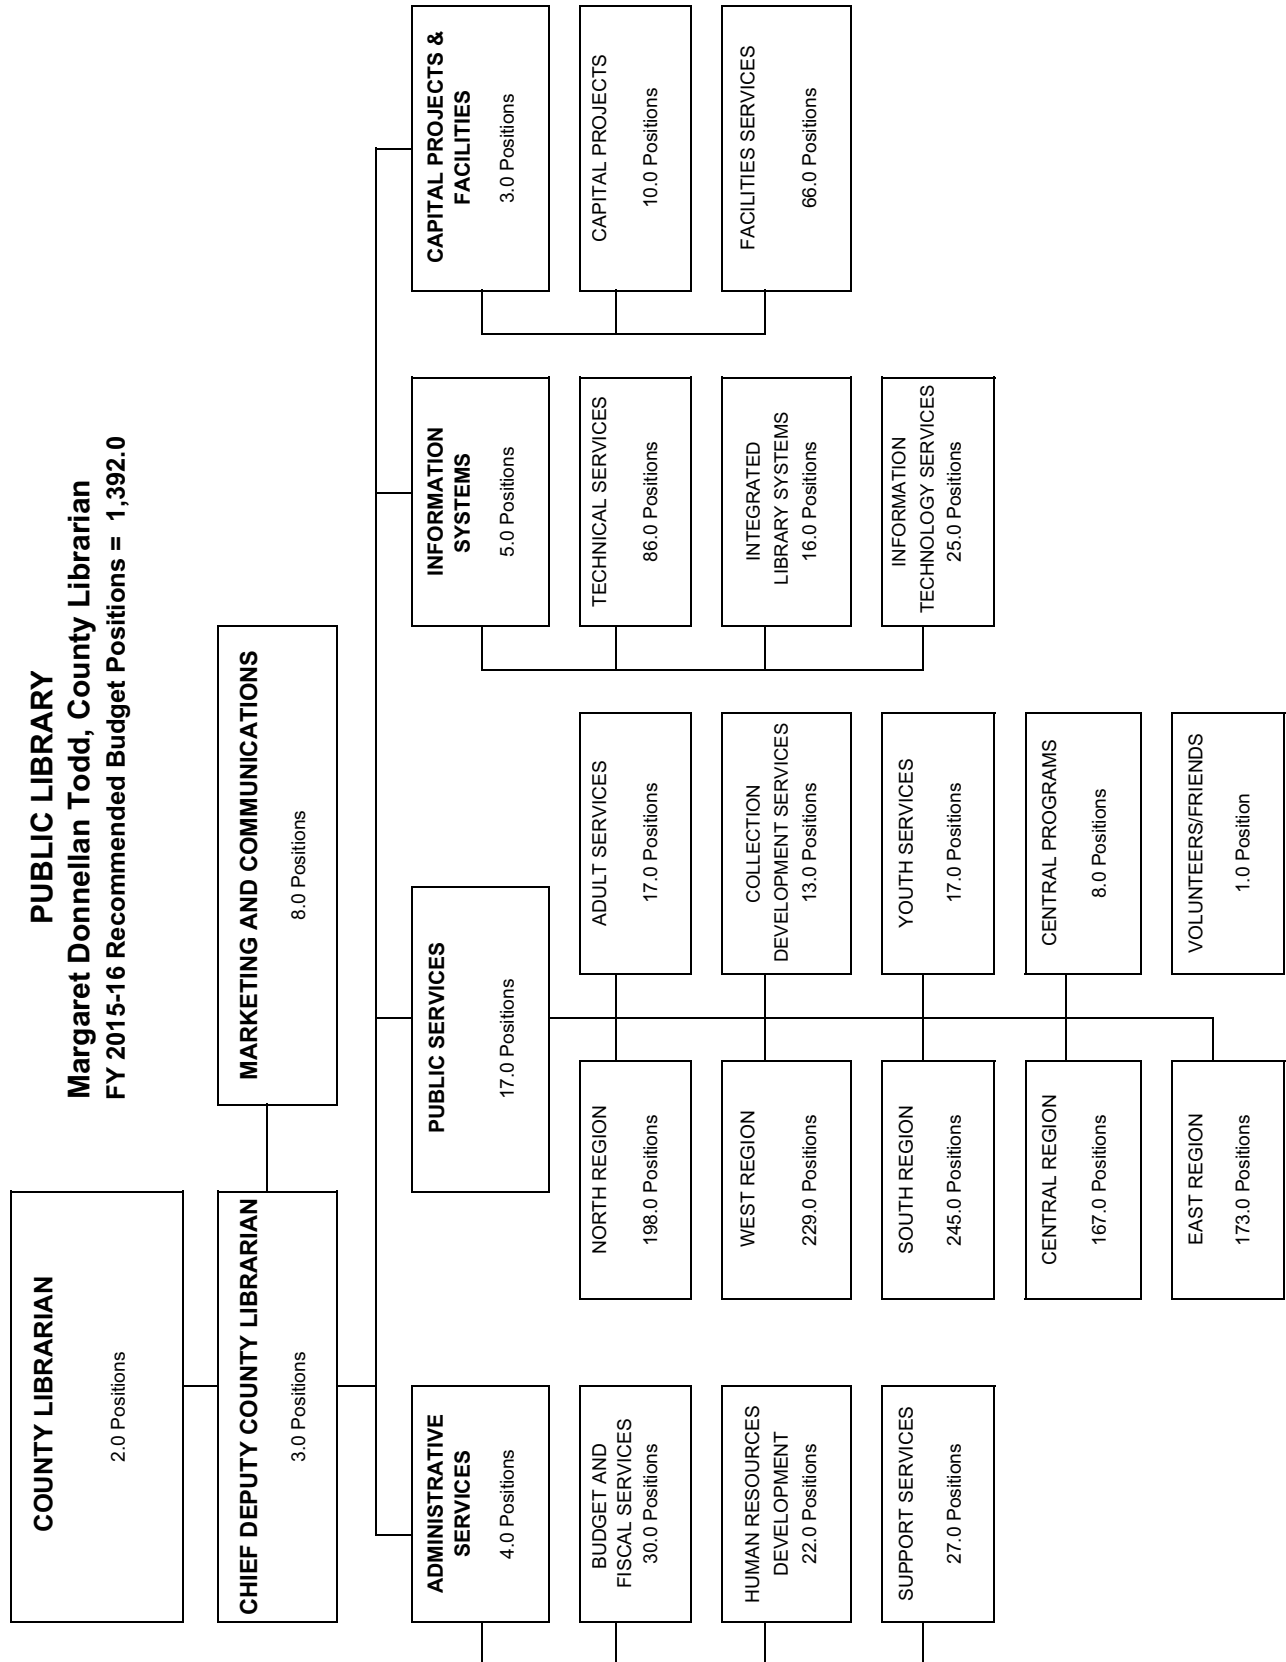 PUBLIC LIBRARY
Margaret Donnellan Todd, County Librarian
FY 2015-16 Recommended Budget Positions = 1,392.0
COUNTY LIBRARIAN
2.0 Positions
CHIEF DEPUTY COUNTY LIBRARIAN
3.0 Positions
MARKETING AND COMMUNICATIONS
8.0 Positions
ADMINISTRATIVE
SERVICES
4.0 Positions
BUDGET AND
FISCAL SERVICES
30.0 Positions
HUMAN RESOURCES
DEVELOPMENT
22.0 Positions
SUPPORT SERVICES
27.0 Positions
PUBLIC SERVICES
17.0 Positions
NORTH REGION
198.0 Positions
WEST REGION
229.0 Positions
SOUTH REGION
245.0 Positions
CENTRAL REGION
167.0 Positions
EAST REGION
173.0 Positions
ADULT SERVICES
17.0 Positions
COLLECTION
DEVELOPMENT SERVICES
13.0 Positions
YOUTH SERVICES
17.0 Positions
CENTRAL PROGRAMS
8.0 Positions
VOLUNTEERS/FRIENDS
1.0 Position
INFORMATION
SYSTEMS
5.0 Positions
TECHNICAL SERVICES
86.0 Positions
INTEGRATED
LIBRARY SYSTEMS
16.0 Positions
INFORMATION
TECHNOLOGY SERVICES
25.0 Positions
CAPITAL PROJECTS &
FACILITIES
3.0 Positions
CAPITAL PROJECTS
10.0 Positions
FACILITIES SERVICES
66.0 Positions